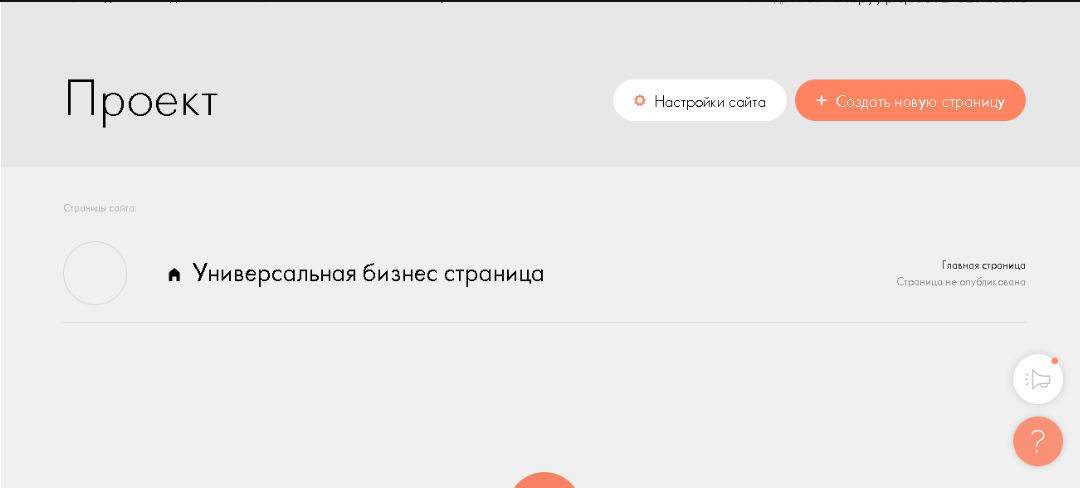 Проект
Настройки сайта
+ Создать новую страницу
Страницы сайта:
Универсальная бизнес страница
Главная страница
Страница не опубликована
?